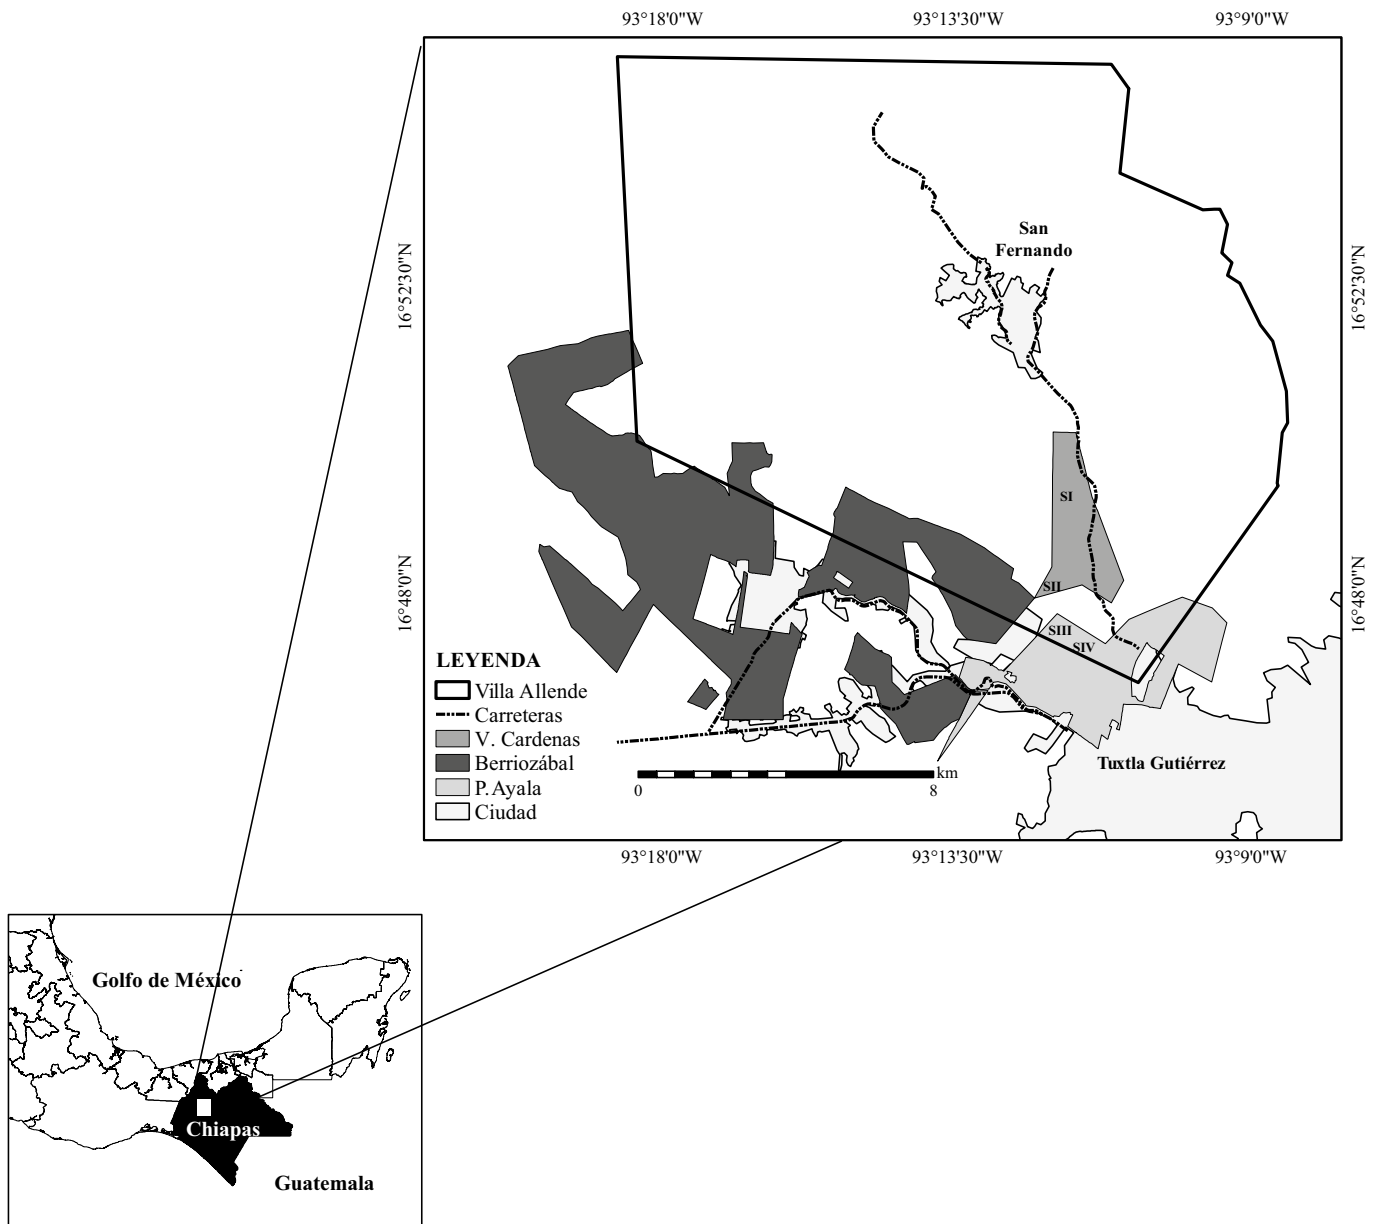 93°18'0"W
93°13'30"W
93°9'0"W
16°52'30"N
16°52'30"N
San
Fernando
SI
16°48'0"N
16°48'0"N
SII
SIII
SIV
LEYENDA
Villa Allende
Carreteras
V. Cardenas
Berriozábal
P. Ayala
Ciudad
Tuxtla Gutiérrez
km
0
8
93°18'0"W
93°13'30"W
93°9'0"W
Golfo de México
Chiapas
Guatemala